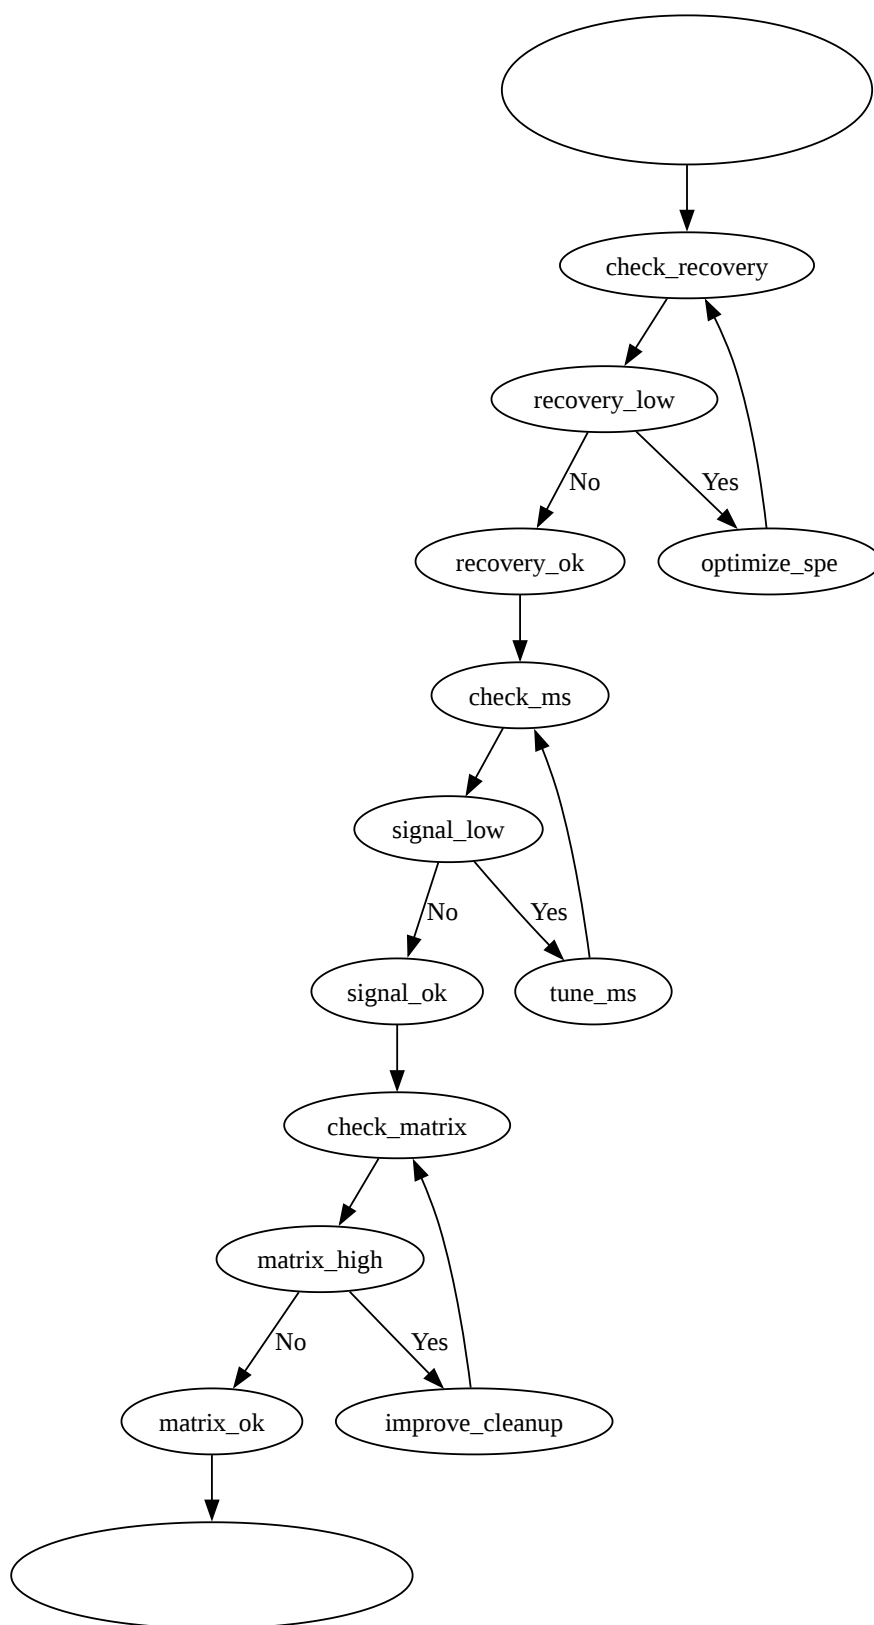 check_recovery
recovery_low
No
Yes
recovery_ok
optimize_spe
check_ms
signal_low
No
Yes
signal_ok
tune_ms
check_matrix
matrix_high
No
Yes
matrix_ok
improve_cleanup